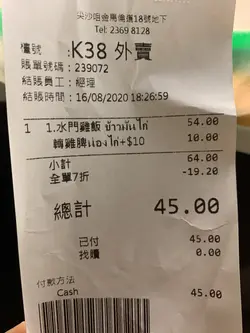 尖沙咀金馬倫道18號地下
Tel: 2369 8128
檯號 : K38 外賣
賬單號碼 : 239072
結賬員工 : 經理
結賬時間 : 16/08/2020 18:26:59
1 1.水門雞飯 ข้าวมันไก่ 54.00
轉雞脾น่องไก่+$10 10.00
小計 64.00
全單7折 -19.20
總計 45.00
已付 45.00
找贖 0.00
付款方法
Cash 45.00